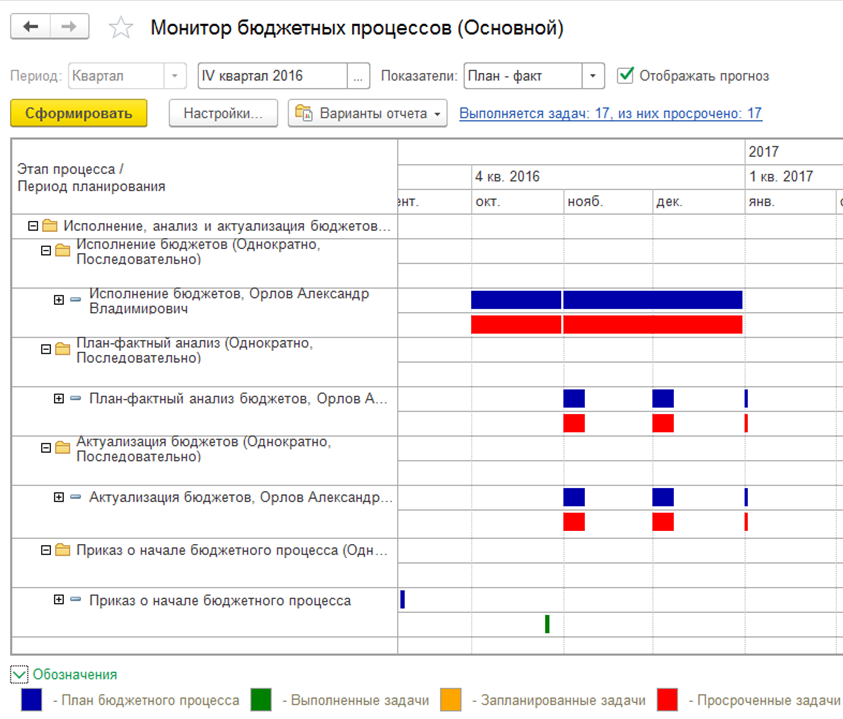 Монитор бюджетных процессов (Основной)
Период: Квартал IV квартал 2016 ... Показатели: План - факт Отображать прогноз
Сформировать Настройки... Варианты отчета Выполняется задач: 17, из них просрочено: 17
2017
Этап процесса /
Период планирования
4 кв. 2016 1 кв. 2017
ент. окт. нояб. дек. янв.
Исполнение, анализ и актуализация бюджетов...
Исполнение бюджетов (Однократно,
Последовательно)
Исполнение бюджетов, Орлов Александр
Владимирович
План-фактный анализ (Однократно,
Последовательно)
План-фактный анализ бюджетов, Орлов А...
Актуализация бюджетов (Однократно,
Последовательно)
Актуализация бюджетов, Орлов Александр...
Приказ о начале бюджетного процесса (Одн...
Приказ о начале бюджетного процесса
Обозначения
- План бюджетного процесса - Выполненные задачи - Запланированные задачи - Просроченные задачи